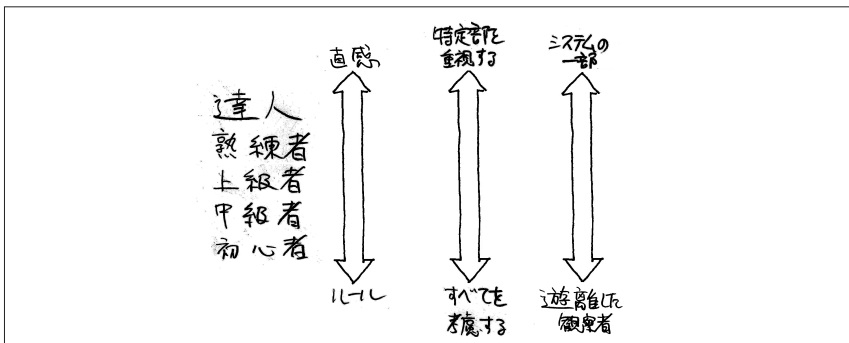 直感
特定部を
重視する
システムの
一部
達人
熟練者
上級者
中級者
初心者
ルール
すべてを
考慮する
遊離した
観察者